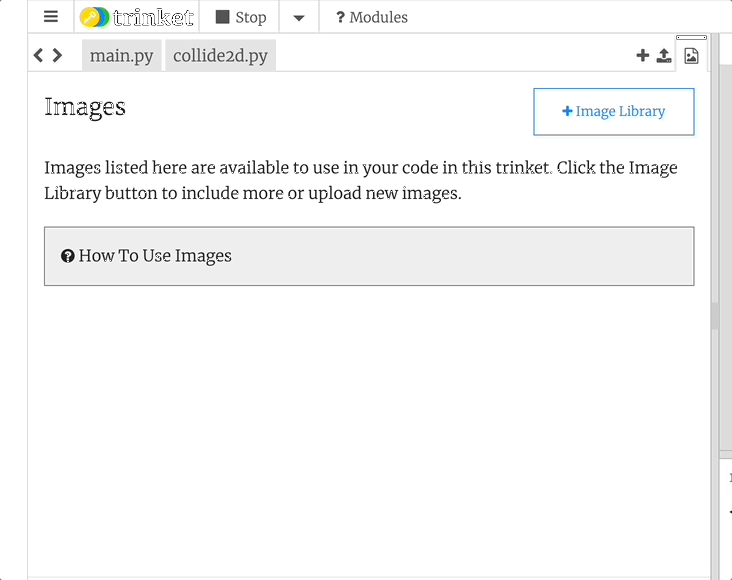 trinket Stop ? Modules
main.py collide2d.py
Images
Image Library
Images listed here are available to use in your code in this trinket. Click the Image
Library button to include more or upload new images.
How To Use Images